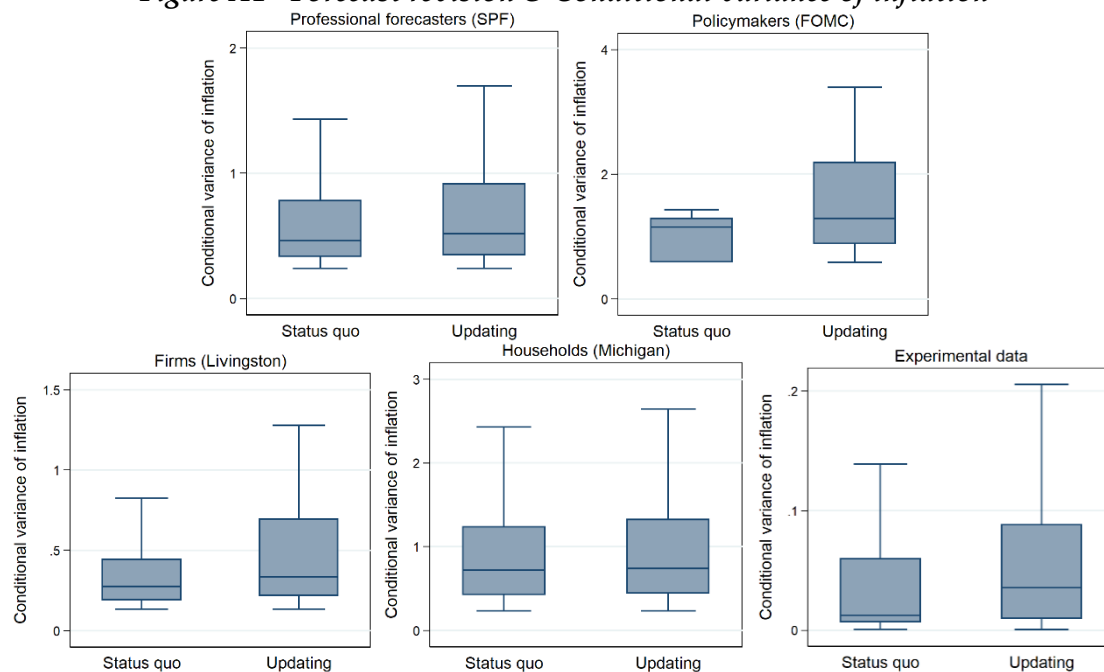 Professional forecasters (SPF)
Conditional variance of inflation
2
1
0
Status quo Updating
Policymakers (FOMC)
Conditional variance of inflation
4
2
0
Status quo Updating
Firms (Livingston)
Conditional variance of inflation
1.5
1
.5
0
Status quo Updating
Households (Michigan)
Conditional variance of inflation
3
2
1
0
Status quo Updating
Experimental data
Conditional variance of inflation
.2
.1
0
Status quo Updating